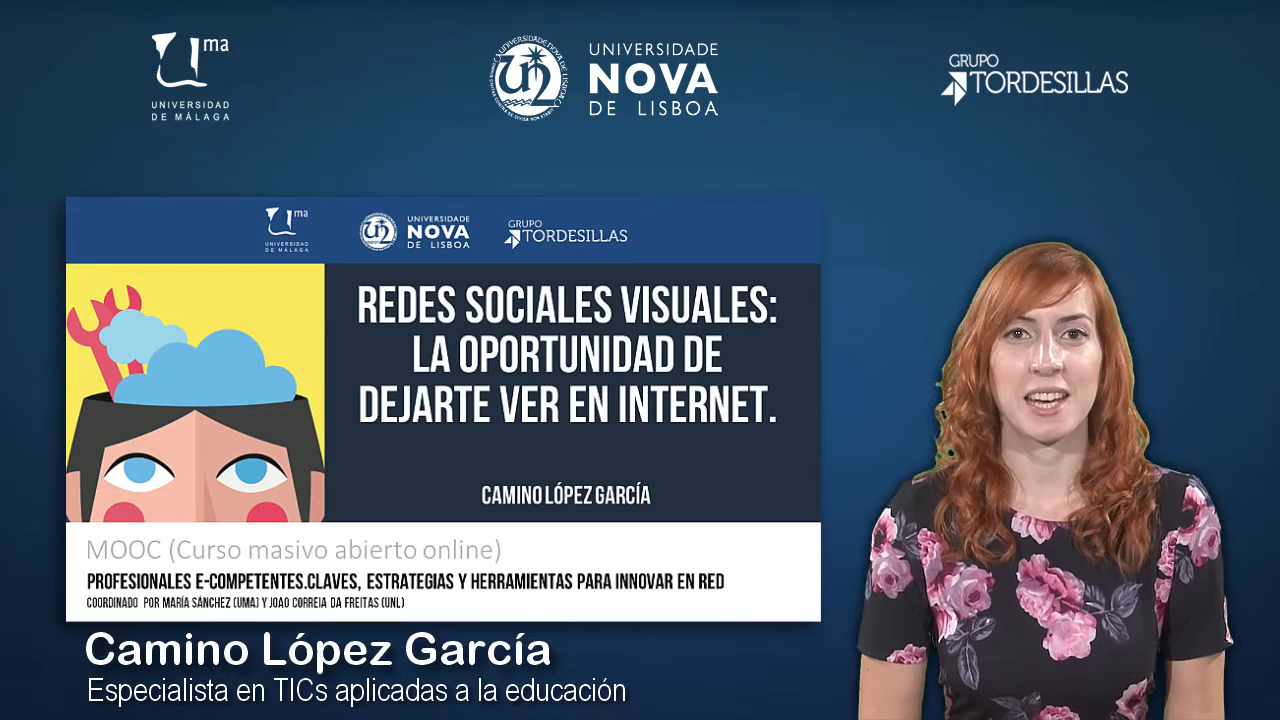 uma
UNIVERSIDAD
DE MÁLAGA
UNIVERSIDADE
NOVA
DE LISBOA
GRUPO
TORDESILLAS
uma
UNIVERSIDAD
DE MÁLAGA
UNIVERSIDADE
NOVA
DE LISBOA
GRUPO
TORDESILLAS
REDES SOCIALES VISUALES:
LA OPORTUNIDAD DE
DEJARTE VER EN INTERNET.
CAMINO LÓPEZ GARCÍA
MOOC (Curso masivo abierto online)
PROFESIONALES E-COMPETENTES.CLAVES, ESTRATEGIAS Y HERRAMIENTAS PARA INNOVAR EN RED
COORDINADO POR MARÍA SÁNCHEZ (UMA) Y JOAO CORREIA DA FREITAS (UNL)
Camino López García
Especialista en TICs aplicadas a la educación